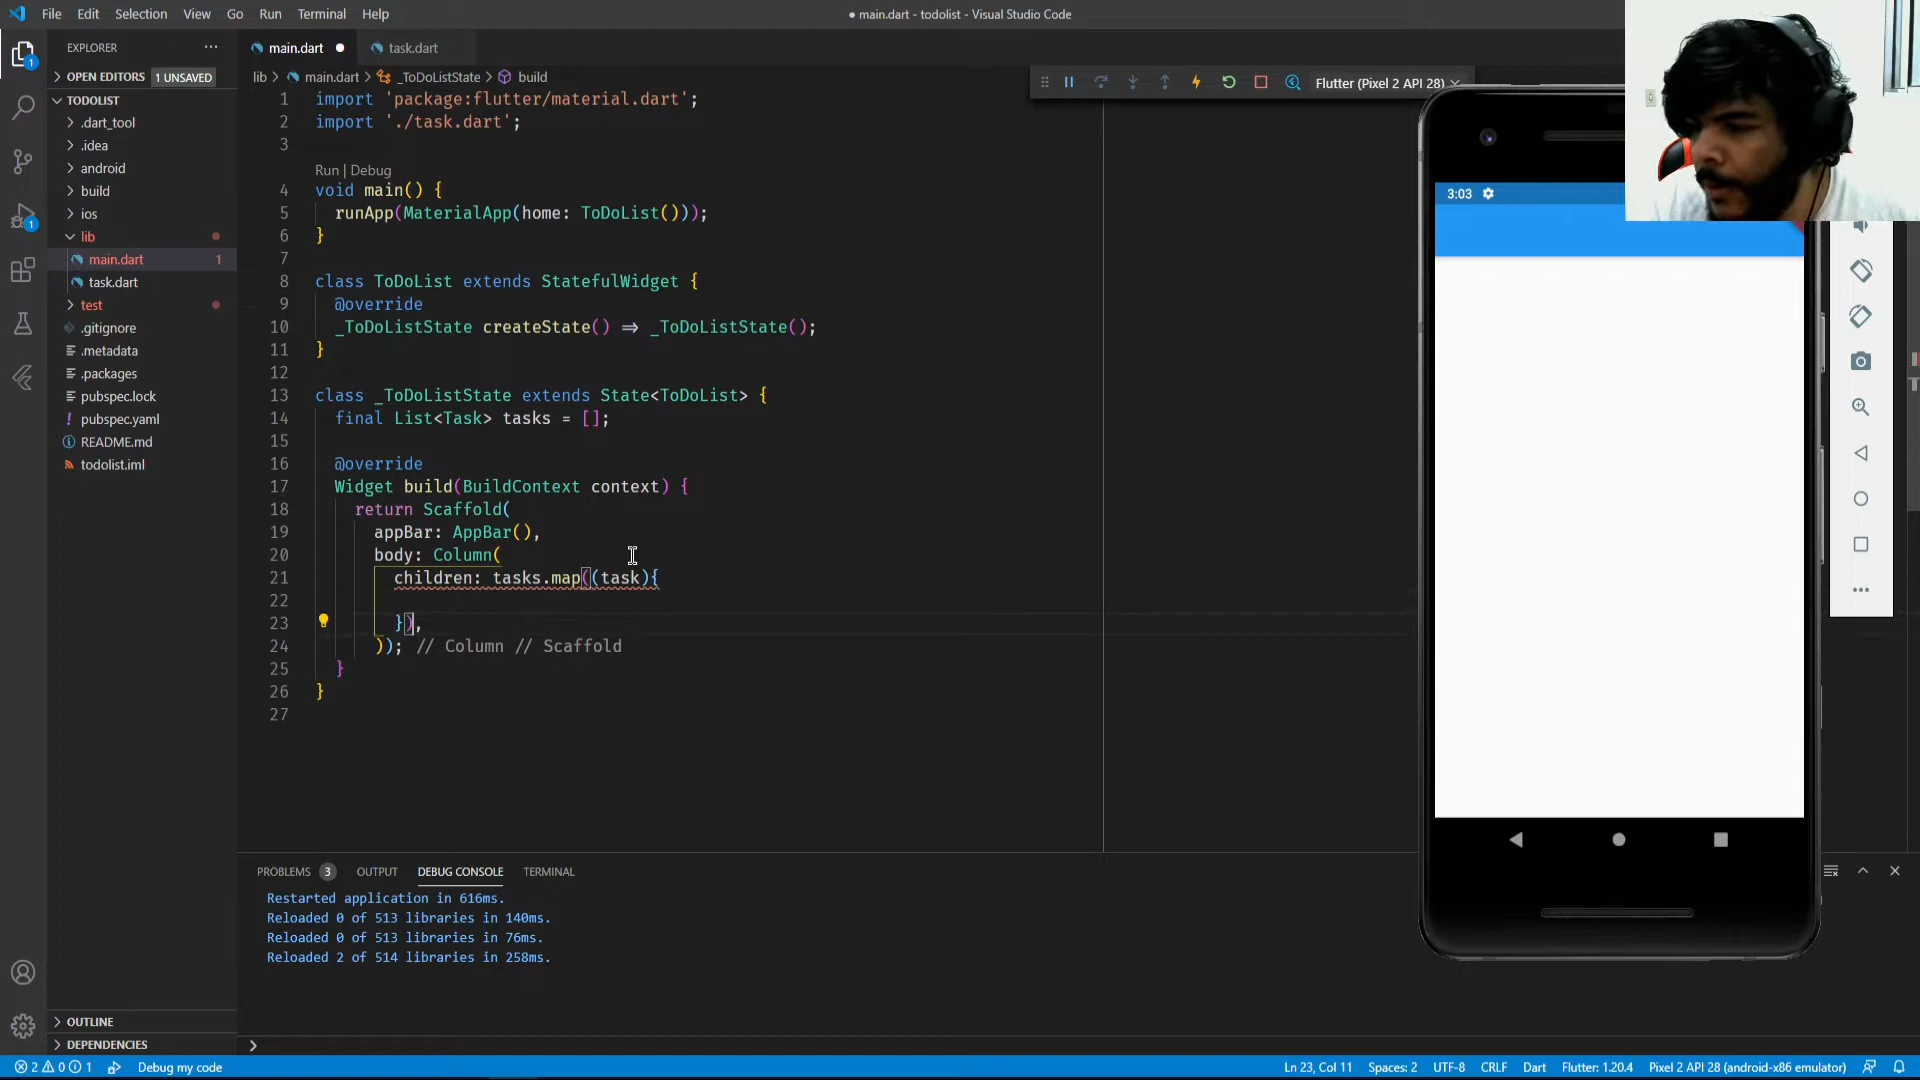 File Edit Selection View Go Run Terminal Help
● main.dart - todolist - Visual Studio Code
EXPLORER
OPEN EDITORS 1 UNSAVED
TODOLIST
.dart_tool
.idea
android
build
ios
lib
main.dart 1
task.dart
test
.gitignore
.metadata
.packages
pubspec.lock
pubspec.yaml
README.md
todolist.iml
OUTLINE
DEPENDENCIES
1
1
main.dart ●
task.dart
lib > main.dart > _ToDoListState > build
Flutter (Pixel 2 API 28)
1 import 'package:flutter/material.dart';
2 import './task.dart';
3
Run | Debug
4 void main() {
5 runApp(MaterialApp(home: ToDoList()));
6 }
7
8 class ToDoList extends StatefulWidget {
9 @override
10 _ToDoListState createState() ⇒ _ToDoListState();
11 }
12
13 class _ToDoListState extends State<ToDoList> {
14 final List<Task> tasks = [];
15
16 @override
17 Widget build(BuildContext context) {
18 return Scaffold(
19 appBar: AppBar(),
20 body: Column(
21 children: tasks.map((task){
22
23 }),
24 )); // Column // Scaffold
25 }
26 }
27
3:03
PROBLEMS 3 OUTPUT DEBUG CONSOLE TERMINAL
Restarted application in 616ms.
Reloaded 0 of 513 libraries in 140ms.
Reloaded 0 of 513 libraries in 76ms.
Reloaded 2 of 514 libraries in 258ms.
2 0 1 Debug my code
Ln 23, Col 11 Spaces: 2 UTF-8 CRLF Dart Flutter: 1.20.4 Pixel 2 API 28 (android-x86 emulator)